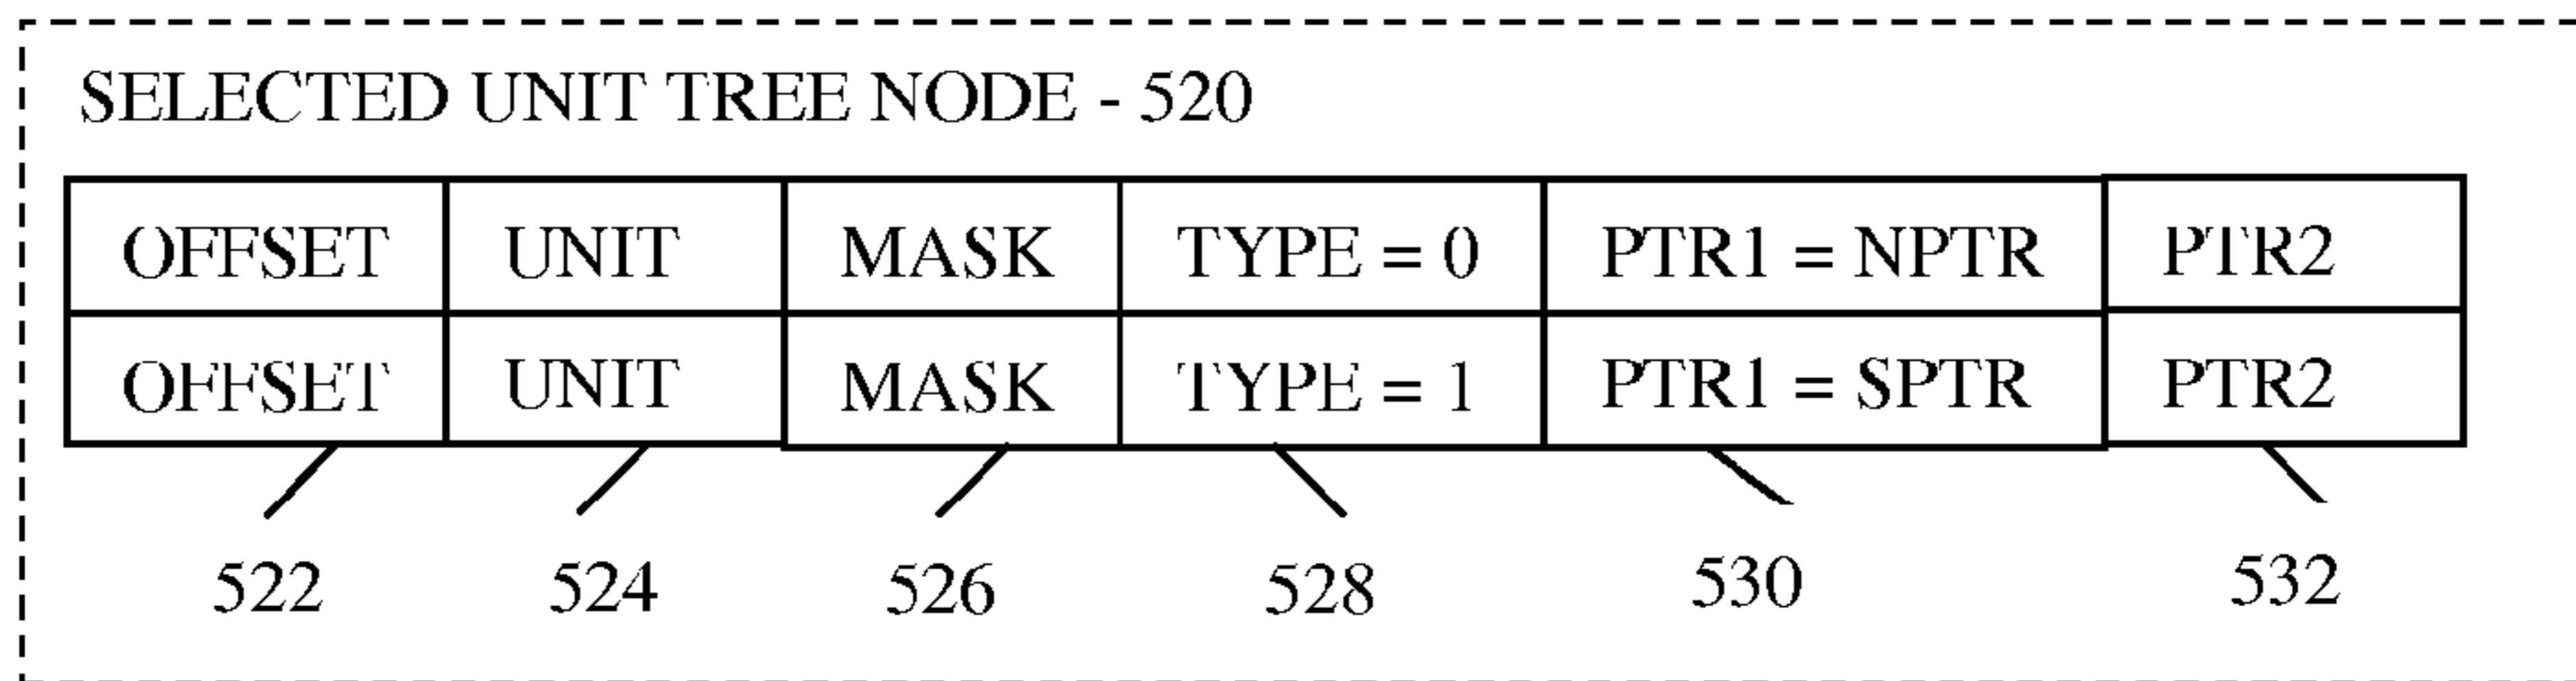 SELECTED UNIT TREE NODE - 520
OFFSET UNIT MASK TYPE = 0 PTR1 = NPTR PTR2
OFFSET UNIT MASK TYPE = 1 PTR1 = SPTR PTR2
522 524 526 528 530 532